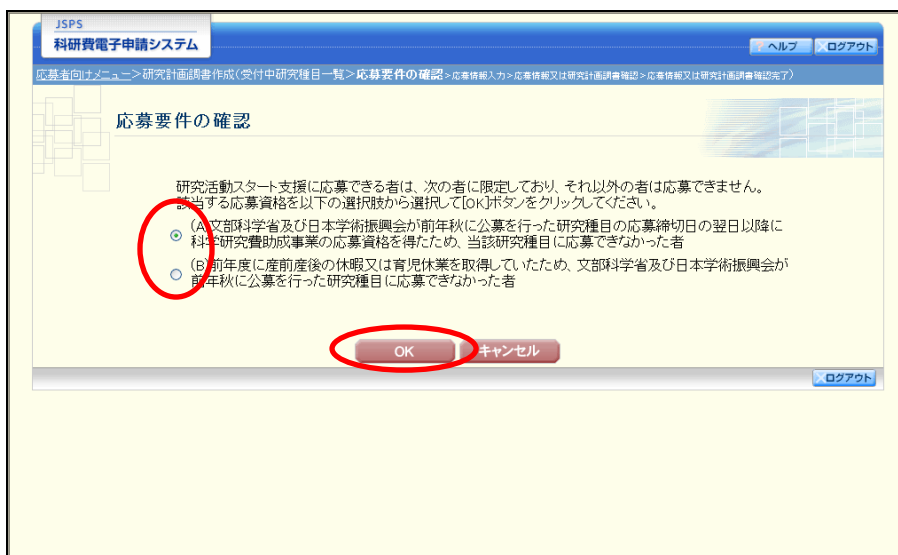 JSPS
科研費電子申請システム
? ヘルプ
ログアウト
応募者向けメニュー>研究計画調書作成(受付中研究種目一覧>応募要件の確認>応募情報入力>応募情報又は研究計画調書確認>応募情報又は研究計画調書確認完了)
応募要件の確認
研究活動スタート支援に応募できる者は、次の者に限定しており、それ以外の者は応募できません。
該当する応募資格を以下の選択肢から選択して[OK]ボタンをクリックしてください。
(A)文部科学省及び日本学術振興会が前年秋に公募を行った研究種目の応募締切日の翌日以降に
科学研究費助成事業の応募資格を得たため、当該研究種目に応募できなかった者
(B)前年度に産前産後の休暇又は育児休業を取得していたため、文部科学省及び日本学術振興会が
前年秋に公募を行った研究種目に応募できなかった者
OK
キャンセル
ログアウト